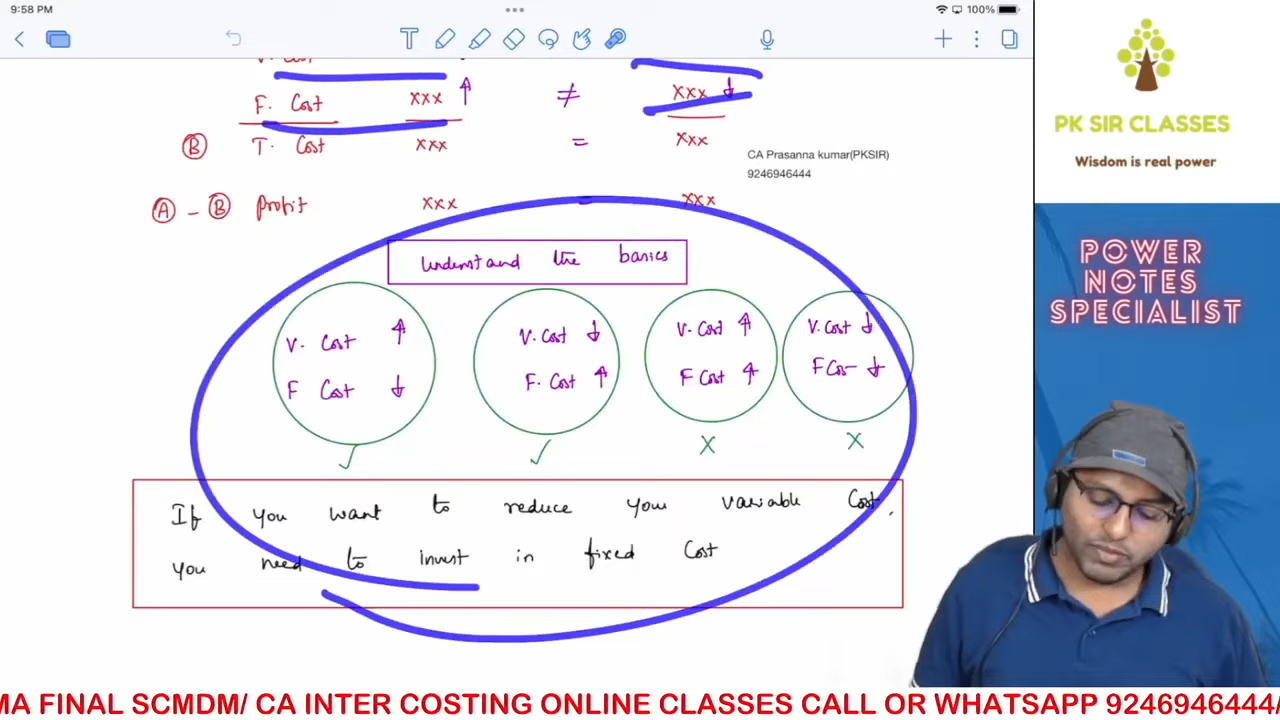 9:58 PM
100%
V. Cost
F. Cost xxx ↑ ≠ xxx ↓
B T. Cost xxx = xxx
CA Prasanna kumar(PKSIR)
9246946444
A - B Profit xxx = xxx
Understand the basics
V. Cost ↑
F Cost ↓
V. Cost ↓
F. Cost ↑
V. Cost ↑
F Cost ↑
V. Cost ↓
F Cos ↓
✓ ✓ X X
If you want to reduce you variable Cost,
you need to invest in fixed Cost
PK SIR CLASSES
Wisdom is real power
POWER
NOTES
SPECIALIST
MA FINAL SCMDM/ CA INTER COSTING ONLINE CLASSES CALL OR WHATSAPP 9246946444/